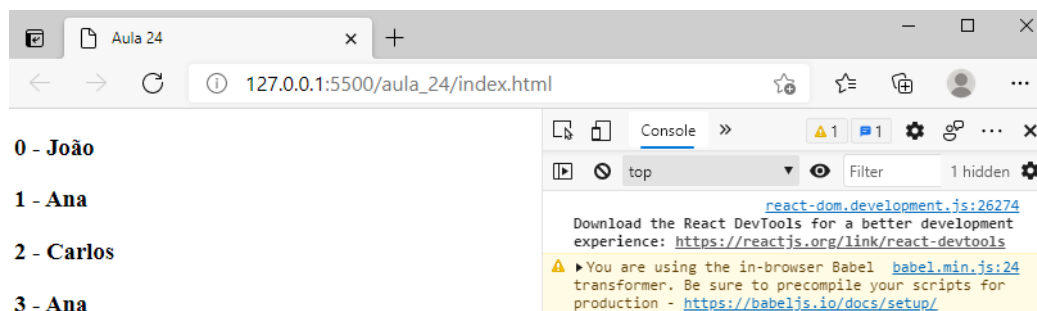 Aula 24
127.0.0.1:5500/aula_24/index.html
0 - João
1 - Ana
2 - Carlos
3 - Ana
Console
1
1
top
Filter
1 hidden
react-dom.development.js:26274
Download the React DevTools for a better development
experience: https://reactjs.org/link/react-devtools
You are using the in-browser Babel babel.min.js:24
transformer. Be sure to precompile your scripts for
production - https://babeljs.io/docs/setup/